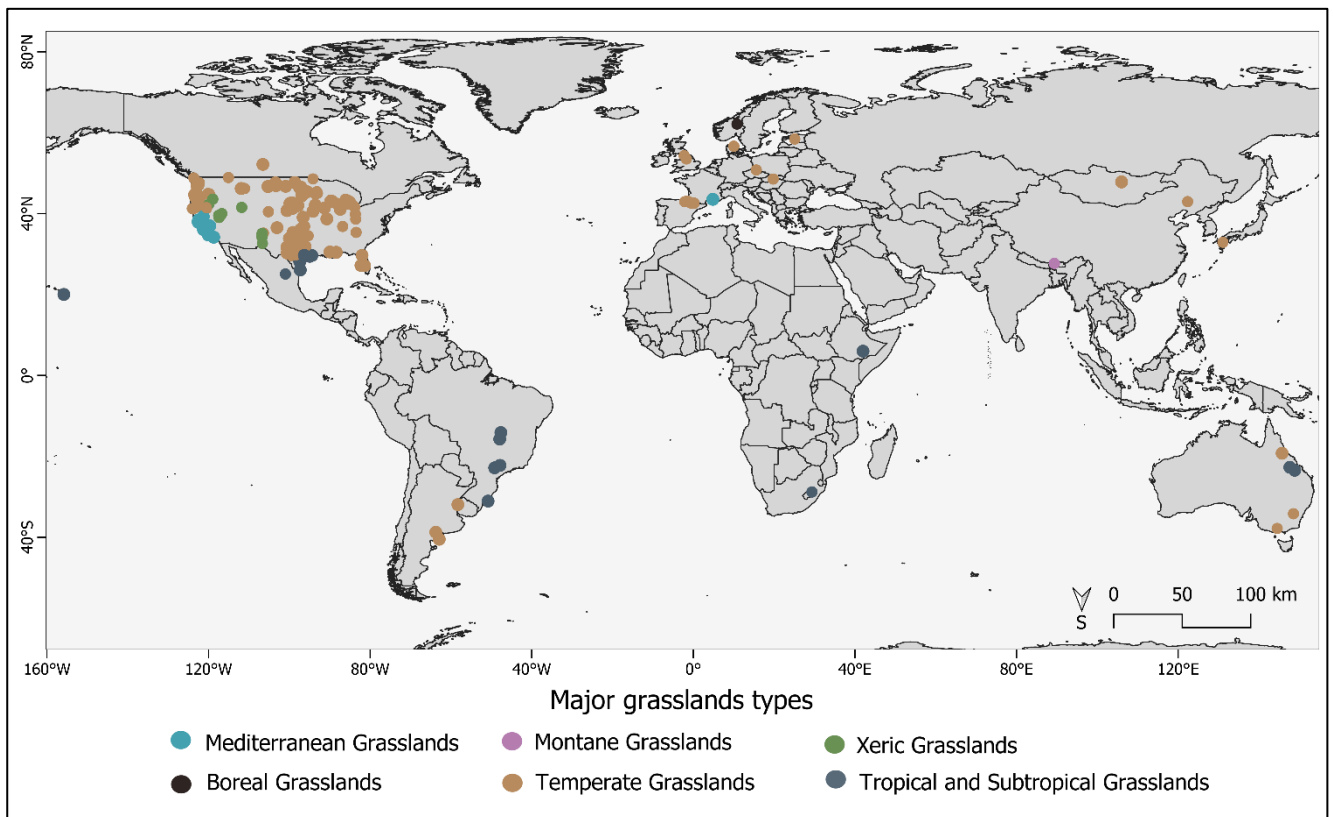 80°N
40°N
0°
40°S
0 50 100 km
S
160°W 120°W 80°W 40°W 0° 40°E 80°E 120°E
Major grasslands types
Mediterranean Grasslands Montane Grasslands Xeric Grasslands
Boreal Grasslands Temperate Grasslands Tropical and Subtropical Grasslands